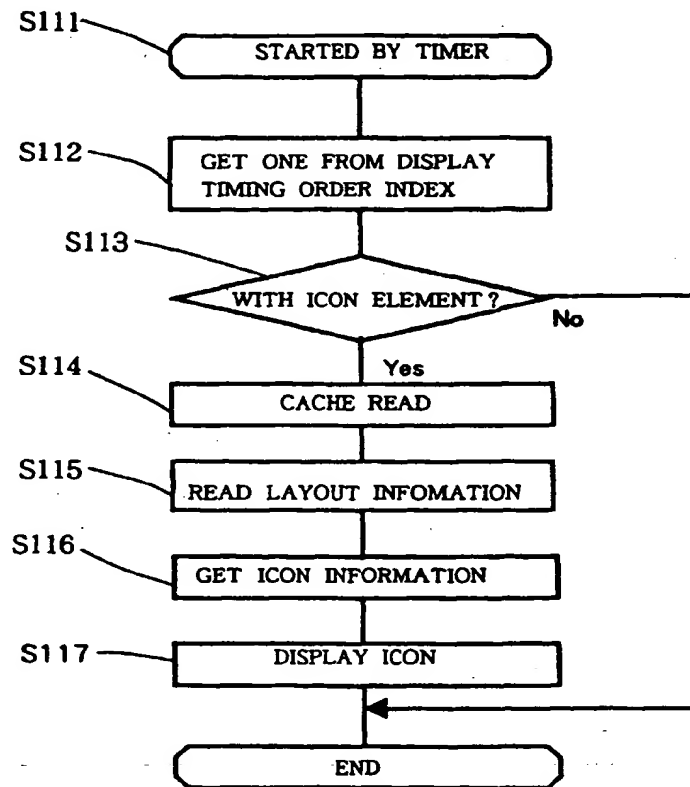 S111
STARTED BY TIMER
S112
GET ONE FROM DISPLAY
TIMING ORDER INDEX
S113
WITH ICON ELEMENT?
No
Yes
S114
CACHE READ
S115
READ LAYOUT INFOMATION
S116
GET ICON INFORMATION
S117
DISPLAY ICON
END